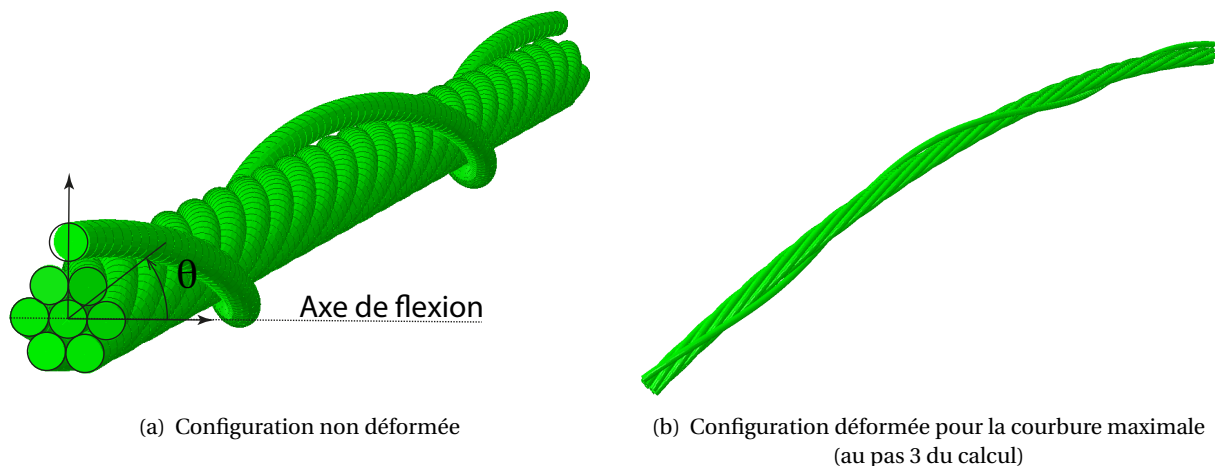 θ
Axe de flexion
(a) Configuration non déformée
(b) Configuration déformée pour la courbure maximale
(au pas 3 du calcul)